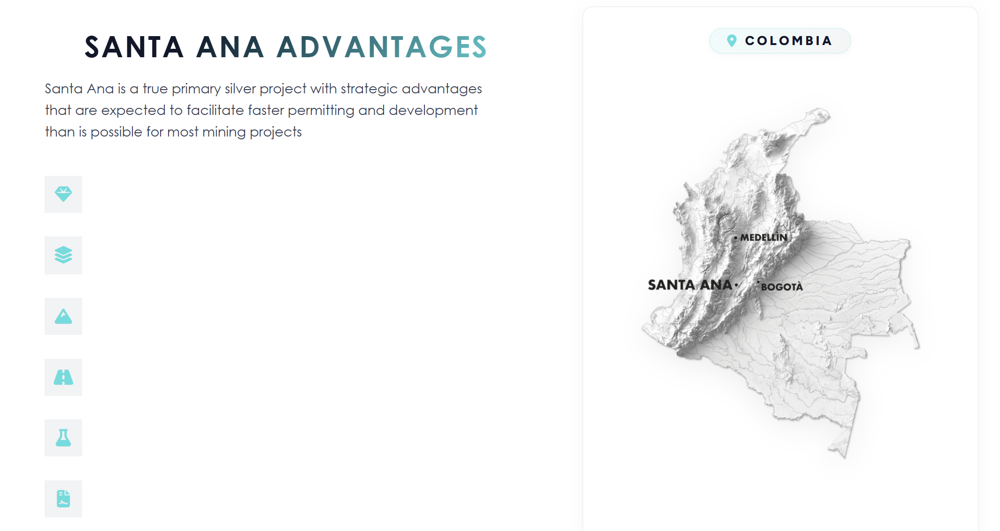 SANTA ANA ADVANTAGES
Santa Ana is a true primary silver project with strategic advantages
that are expected to facilitate faster permitting and development
than is possible for most mining projects
COLOMBIA
MEDELLÌN
SANTA ANA
BOGOTÀ